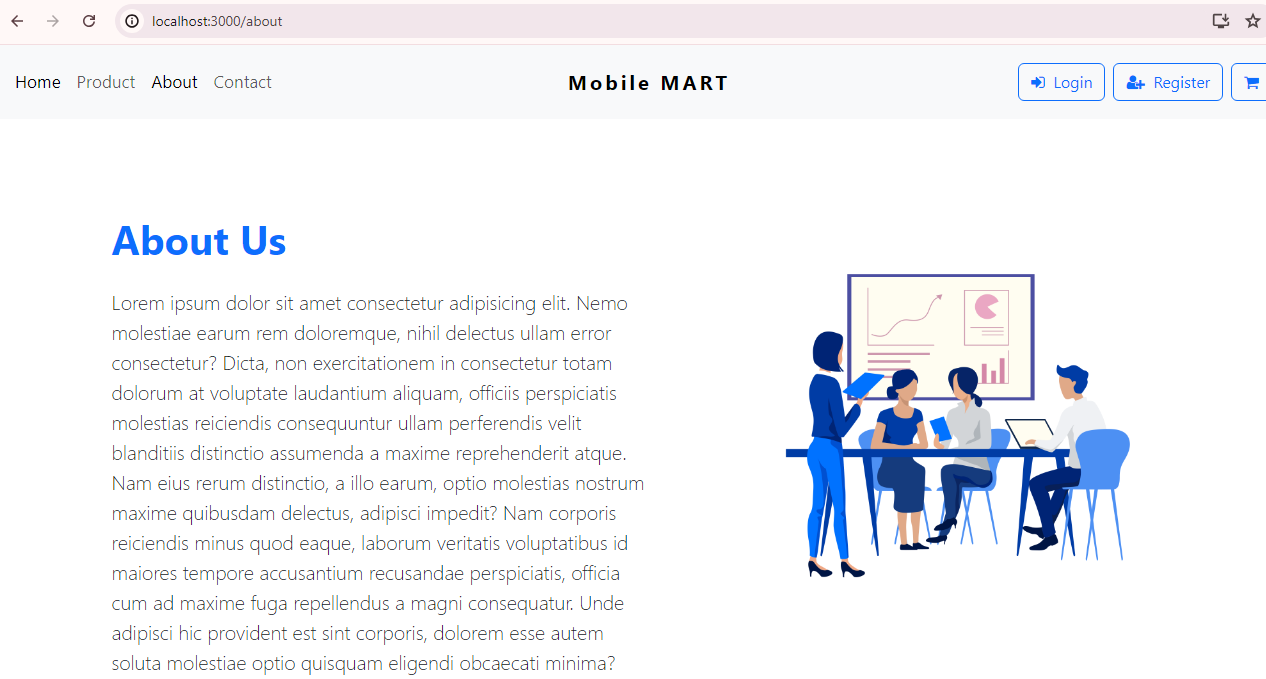 localhost:3000/about
Home Product About Contact Mobile MART Login Register
About Us
Lorem ipsum dolor sit amet consectetur adipisicing elit. Nemo
molestiae earum rem doloremque, nihil delectus ullam error
consectetur? Dicta, non exercitationem in consectetur totam
dolorum at voluptate laudantium aliquam, officiis perspiciatis
molestias reiciendis consequuntur ullam perferendis velit
blanditiis distinctio assumenda a maxime reprehenderit atque.
Nam eius rerum distinctio, a illo earum, optio molestias nostrum
maxime quibusdam delectus, adipisci impedit? Nam corporis
reiciendis minus quod eaque, laborum veritatis voluptatibus id
maiores tempore accusantium recusandae perspiciatis, officia
cum ad maxime fuga repellendus a magni consequatur. Unde
adipisci hic provident est sint corporis, dolorem esse autem
soluta molestiae optio quisquam eligendi obcaecati minima?